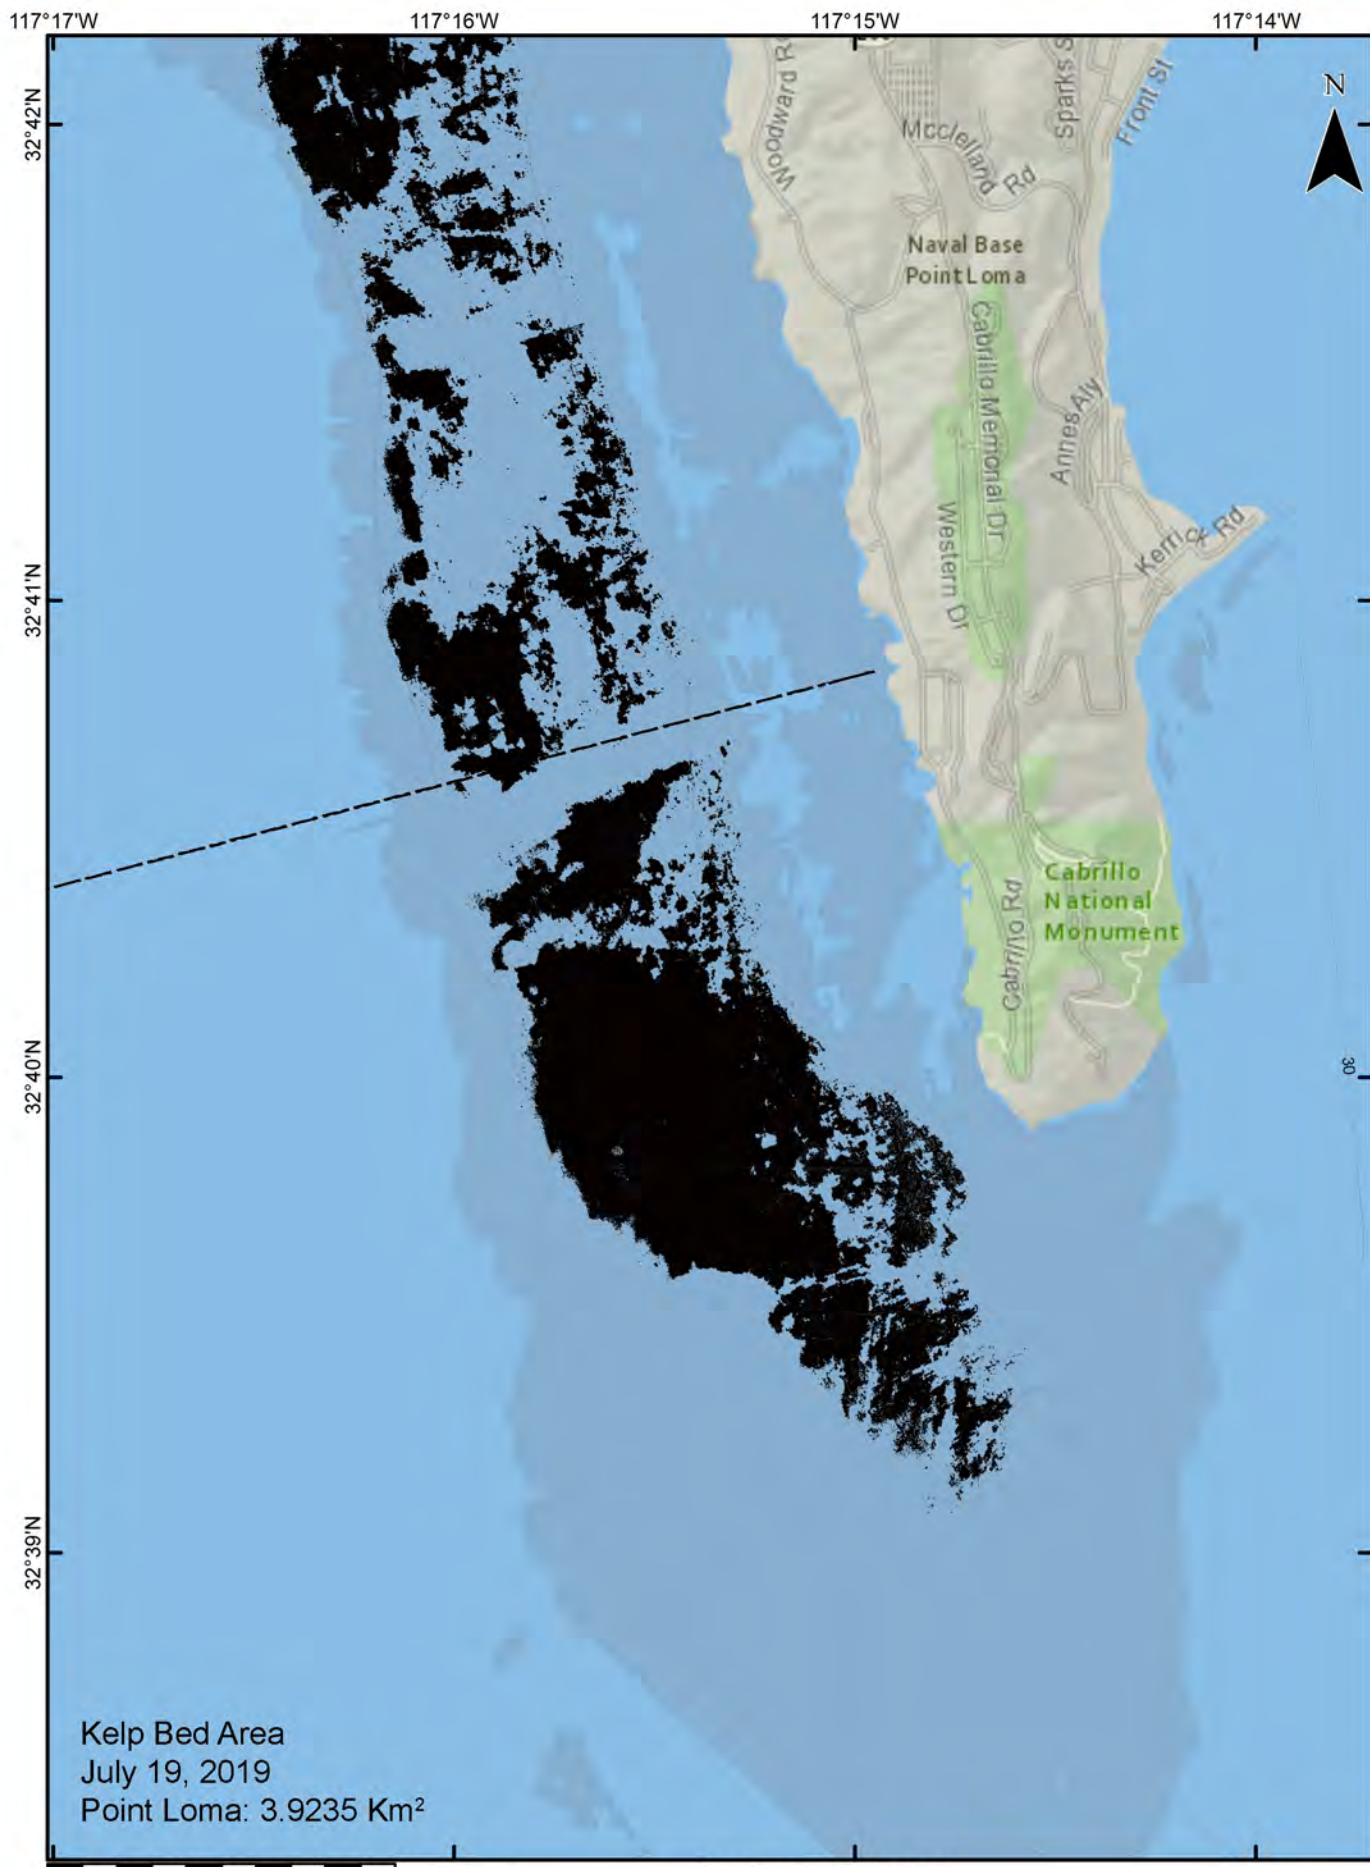 117°17'W 117°16'W 117°15'W 117°14'W
32°42'N
N
Woodward R
Sparks S
Front St
Mcclelland Rd
Naval Base
Point Loma
Cabrillo Memorial Dr
Annes Aly
Western Dr
Kerrick Rd
32°41'N
Cabrillo
National
Monument
Cabrillo Rd
32°40'N
30
32°39'N
Kelp Bed Area
July 19, 2019
Point Loma: 3.9235 Km²